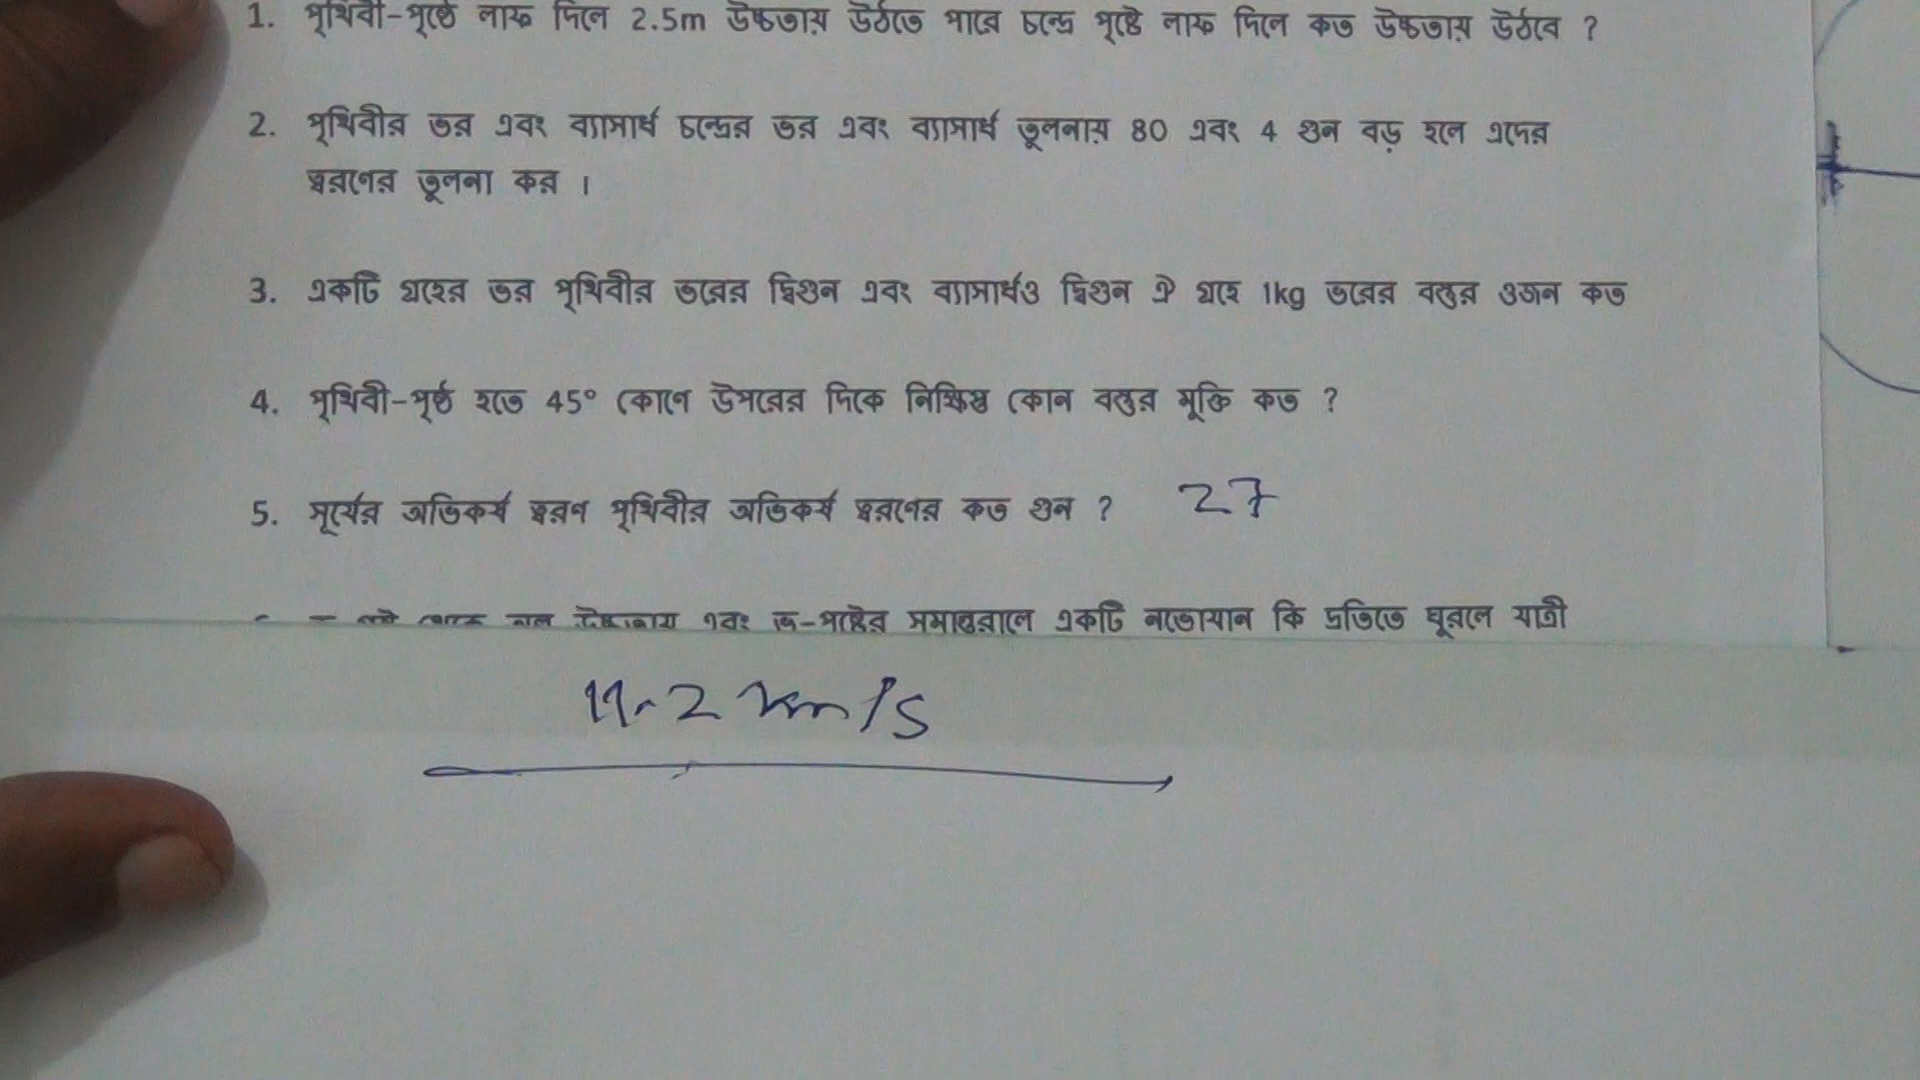 1. পৃথিবী-পৃষ্ঠে লাফ দিলে 2.5m উচ্চতায় উঠতে পারে চন্দ্রে পৃষ্টে লাফ দিলে কত উচ্চতায় উঠবে ?
2. পৃথিবীর ভর এবং ব্যাসার্ধ চন্দ্রের ভর এবং ব্যাসার্ধ তুলনায় 80 এবং 4 গুন বড় হলে এদের
ত্বরণের তুলনা কর ।
3. একটি গ্রহের ভর পৃথিবীর ভরের দ্বিগুন এবং ব্যাসার্ধও দ্বিগুন ঐ গ্রহে 1kg ভরের বস্তুর ওজন কত
4. পৃথিবী-পৃষ্ঠ হতে 45° কোণে উপরের দিকে নিক্ষিপ্ত কোন বস্তুর মুক্তি কত ?
5. সূর্যের অভিকর্ষ ত্বরণ পৃথিবীর অভিকর্ষ ত্বরণের কত গুন ? 27
এবং ভূ-পৃষ্ঠের সমান্তরালে একটি নভোযান কি দ্রতিতে ঘুরলে যাত্রী
11.2 km/s